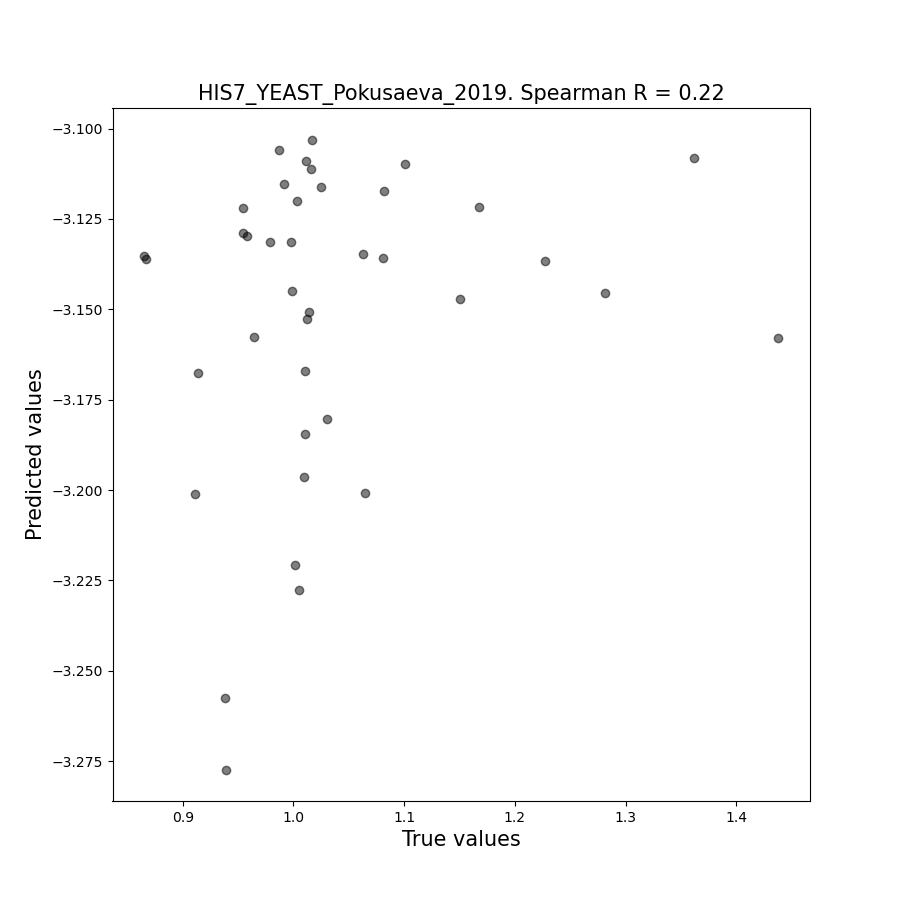 HIS7_YEAST_Pokusaeva_2019. Spearman R = 0.22
−3.100
−3.125
−3.150
−3.175
−3.200
−3.225
−3.250
−3.275
Predicted values
0.9 1.0 1.1 1.2 1.3 1.4
True values